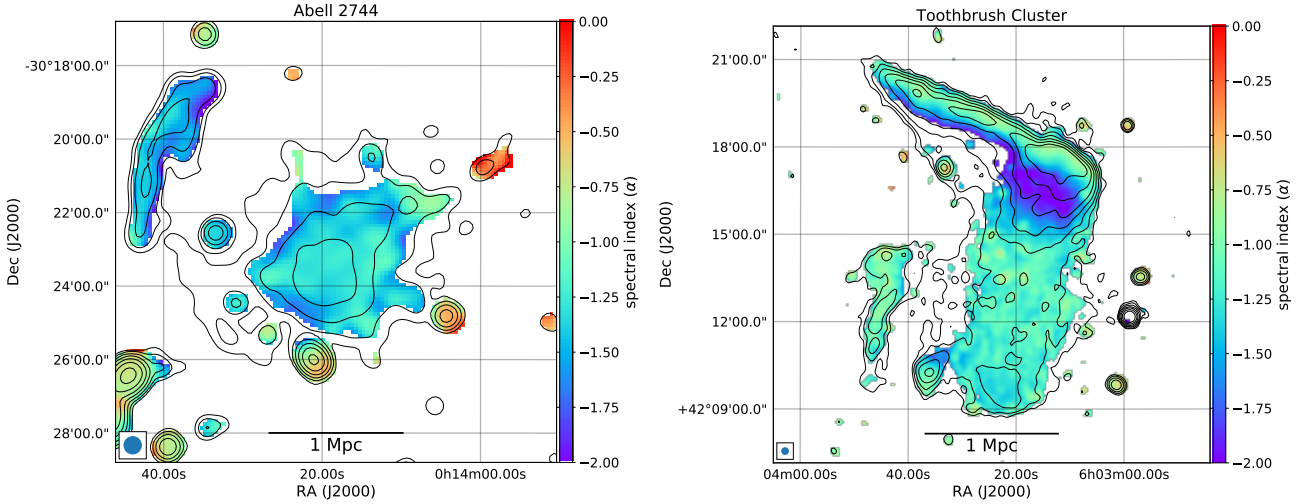 Abell 2744
-30°18'00.0"
20'00.0"
22'00.0"
24'00.0"
26'00.0"
28'00.0"
Dec (J2000)
40.00s
20.00s
0h14m00.00s
RA (J2000)
1 Mpc
0.00
−0.25
−0.50
−0.75
−1.00
−1.25
−1.50
−1.75
−2.00
spectral index (α)
Toothbrush Cluster
21'00.0"
18'00.0"
15'00.0"
12'00.0"
+42°09'00.0"
Dec (J2000)
04m00.00s
40.00s
20.00s
6h03m00.00s
RA (J2000)
1 Mpc
0.00
−0.25
−0.50
−0.75
−1.00
−1.25
−1.50
−1.75
−2.00
spectral index (α)